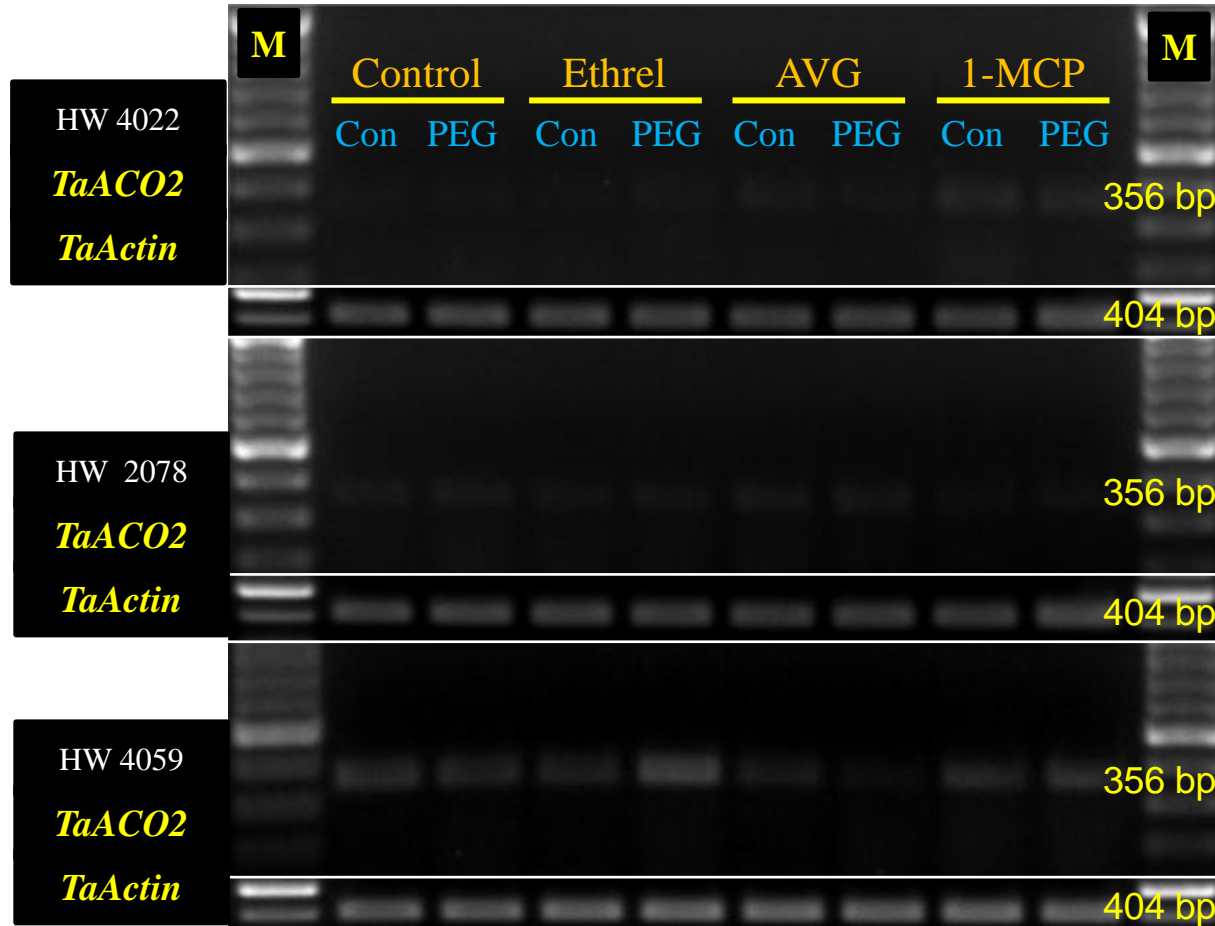 M
M
Control Ethrel AVG 1-MCP
Con PEG Con PEG Con PEG Con PEG
HW 4022
TaACO2
TaActin
356 bp
404 bp
HW 2078
TaACO2
TaActin
356 bp
404 bp
HW 4059
TaACO2
TaActin
356 bp
404 bp